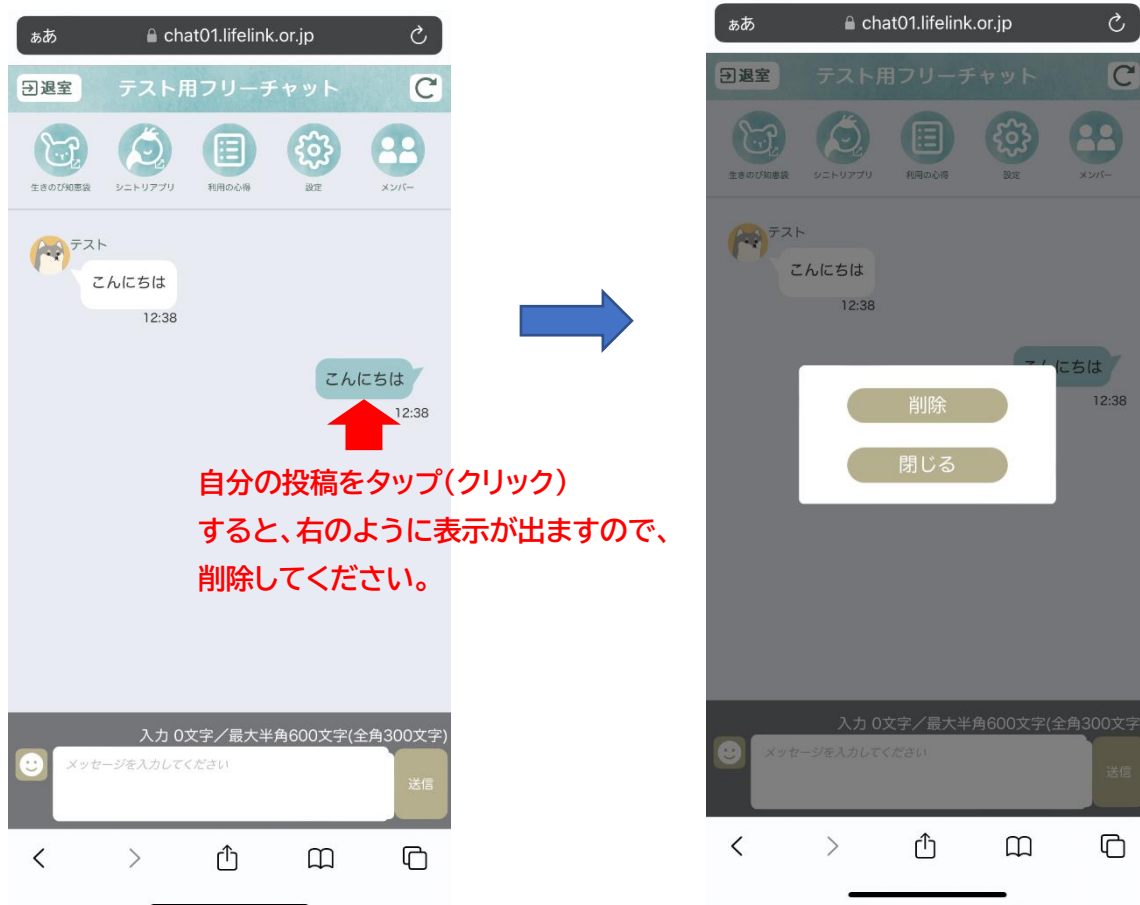 ぁあ
chat01.lifelink.or.jp
退室
テスト用フリーチャット
生きのび知恵袋
シニトリアプリ
利用の心得
設定
メンバー
テスト
こんにちは
12:38
こんにちは
12:38
自分の投稿をタップ(クリック)
すると、右のように表示が出ますので、
削除してください。
入力 0文字／最大半角600文字(全角300文字)
メッセージを入力してください
送信
ぁあ
chat01.lifelink.or.jp
退室
テスト用フリーチャット
生きのび知恵袋
シニトリアプリ
利用の心得
設定
メンバー
テスト
こんにちは
12:38
こんにちは
12:38
削除
閉じる
入力 0文字／最大半角600文字(全角300文字
メッセージを入力してください
送信